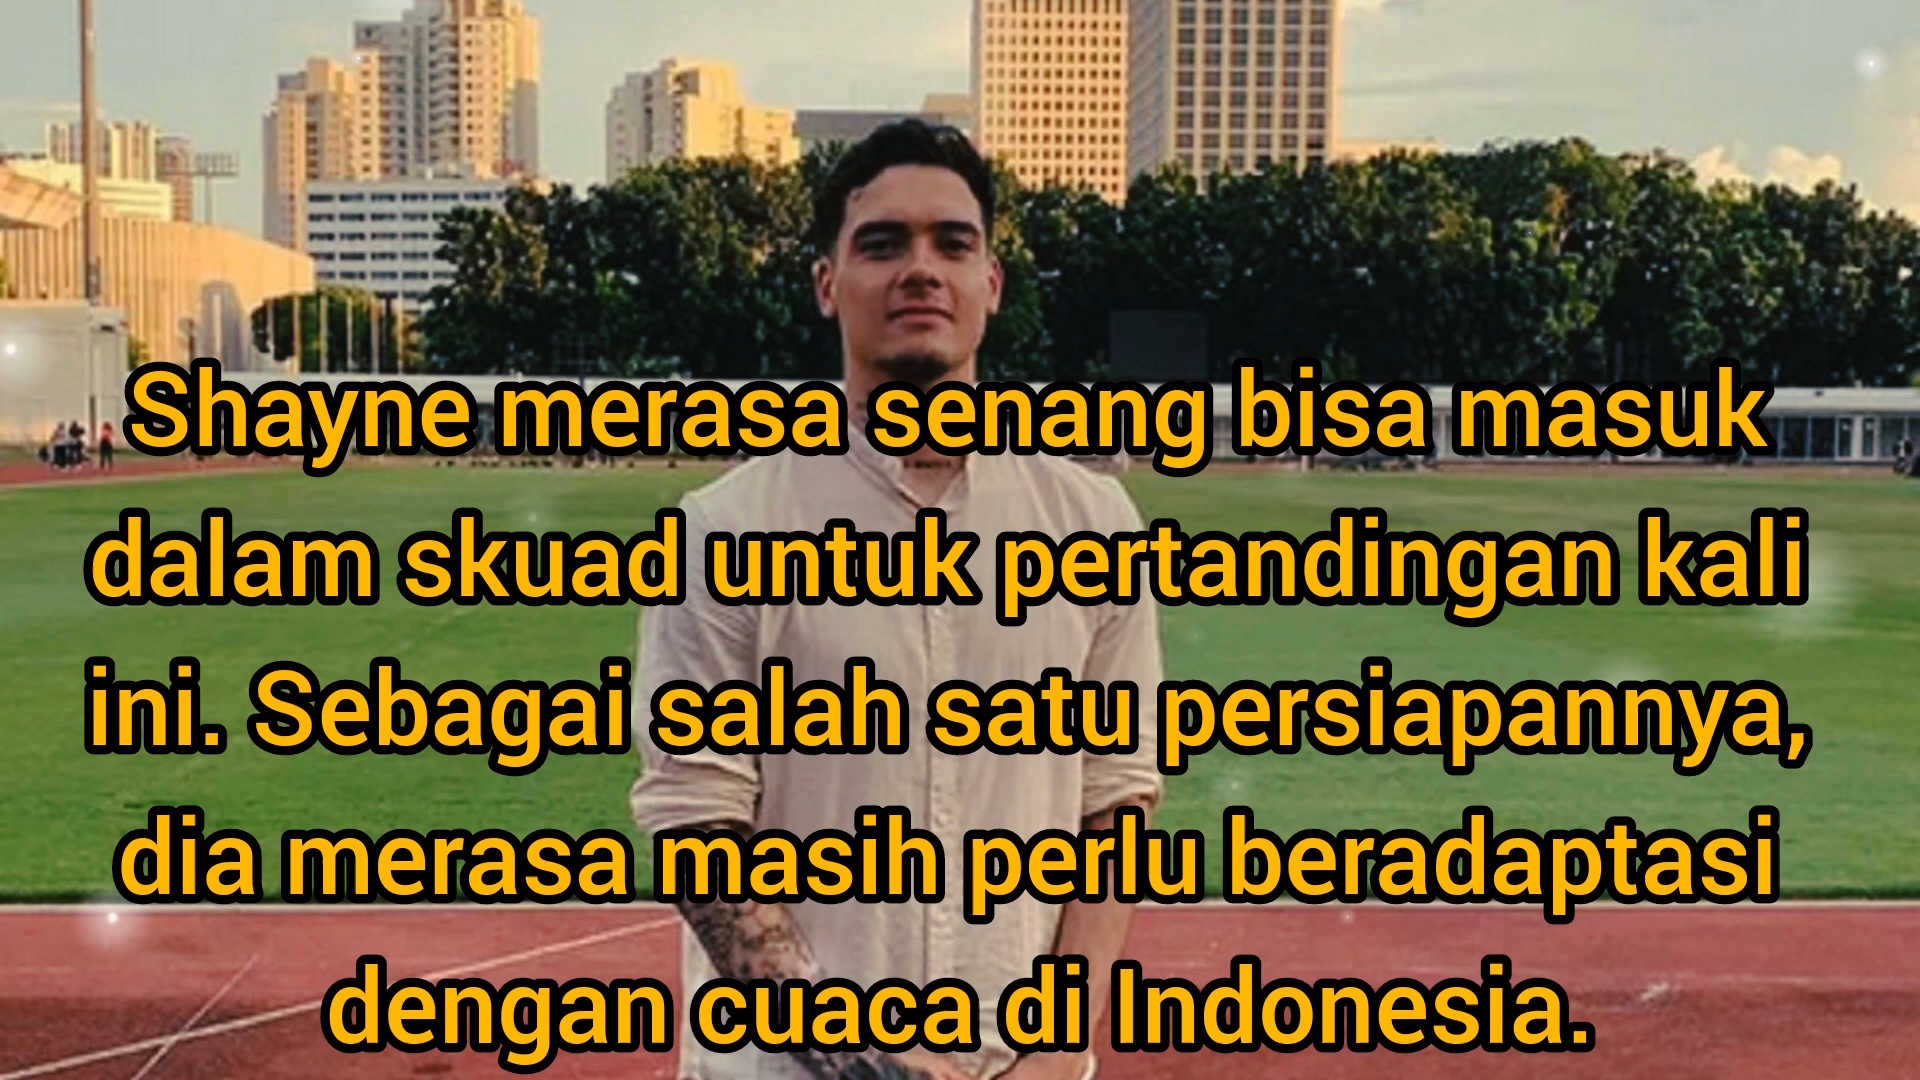 Shayne merasa senang bisa masuk
dalam skuad untuk pertandingan kali
ini. Sebagai salah satu persiapannya,
dia merasa masih perlu beradaptasi
dengan cuaca di Indonesia.